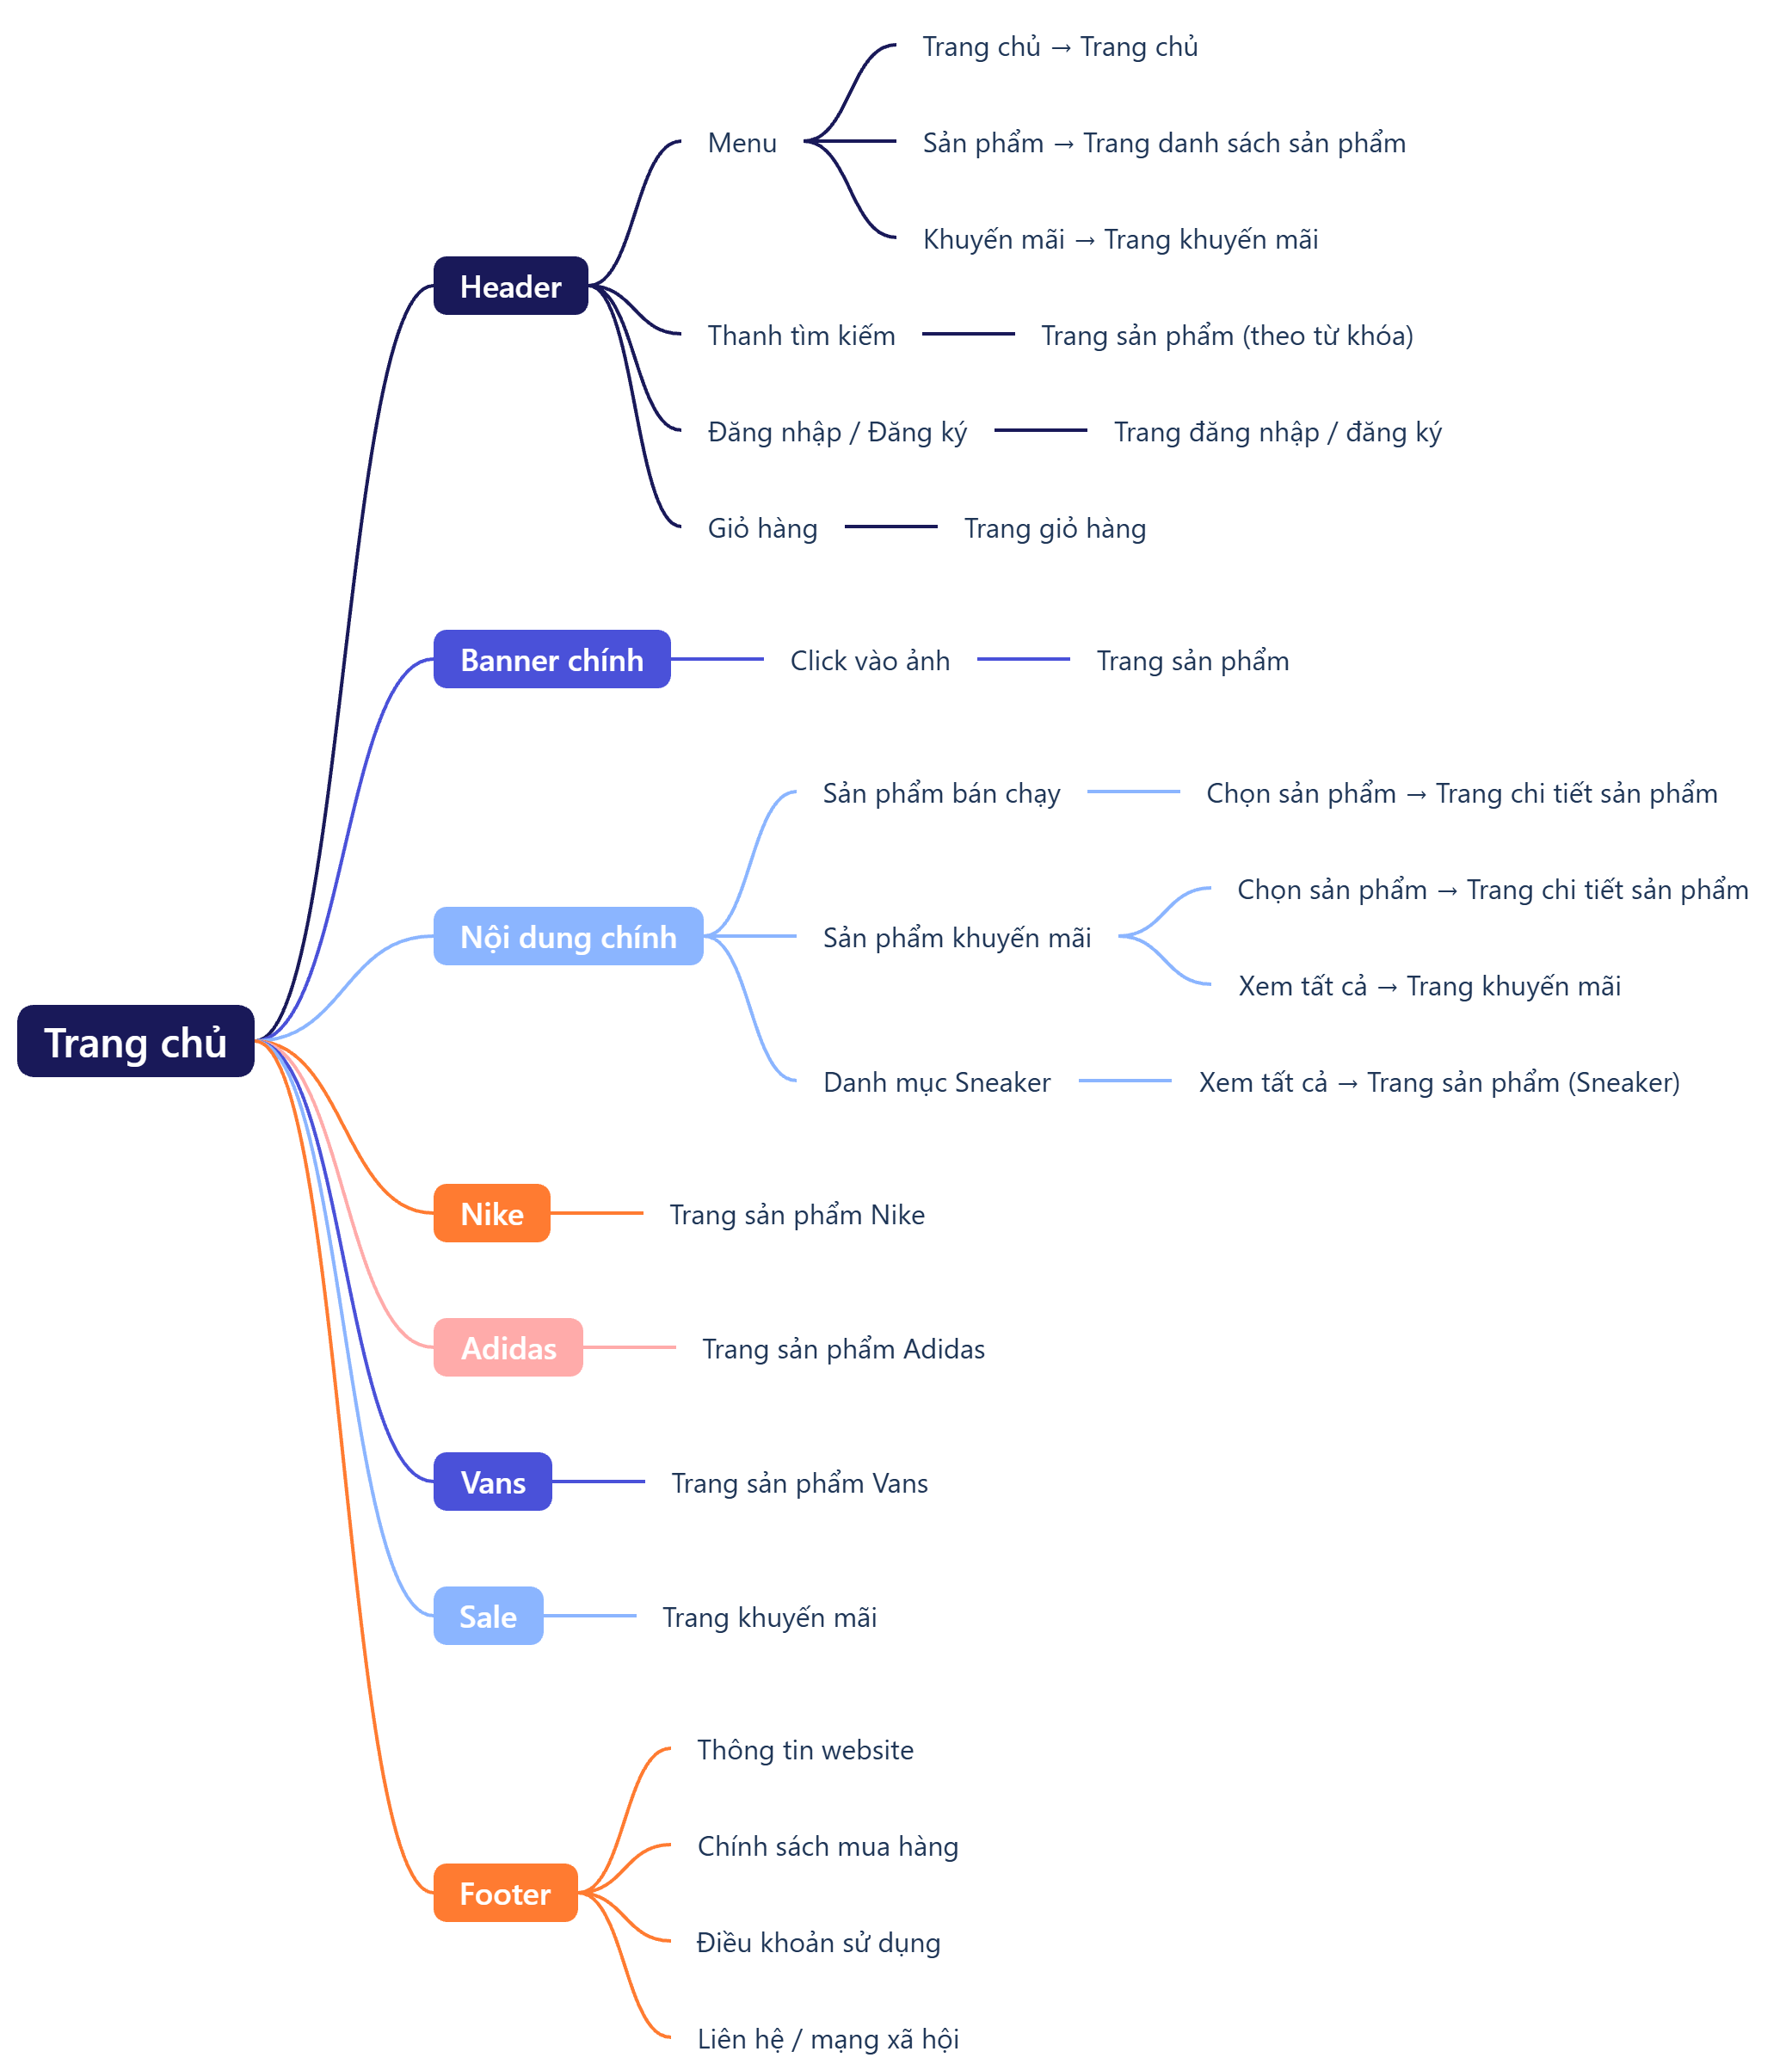 Trang chủ
Header
Menu
Trang chủ → Trang chủ
Sản phẩm → Trang danh sách sản phẩm
Khuyến mãi → Trang khuyến mãi
Thanh tìm kiếm
Trang sản phẩm (theo từ khóa)
Đăng nhập / Đăng ký
Trang đăng nhập / đăng ký
Giỏ hàng
Trang giỏ hàng
Banner chính
Click vào ảnh
Trang sản phẩm
Nội dung chính
Sản phẩm bán chạy
Chọn sản phẩm → Trang chi tiết sản phẩm
Sản phẩm khuyến mãi
Chọn sản phẩm → Trang chi tiết sản phẩm
Xem tất cả → Trang khuyến mãi
Danh mục Sneaker
Xem tất cả → Trang sản phẩm (Sneaker)
Nike
Trang sản phẩm Nike
Adidas
Trang sản phẩm Adidas
Vans
Trang sản phẩm Vans
Sale
Trang khuyến mãi
Footer
Thông tin website
Chính sách mua hàng
Điều khoản sử dụng
Liên hệ / mạng xã hội